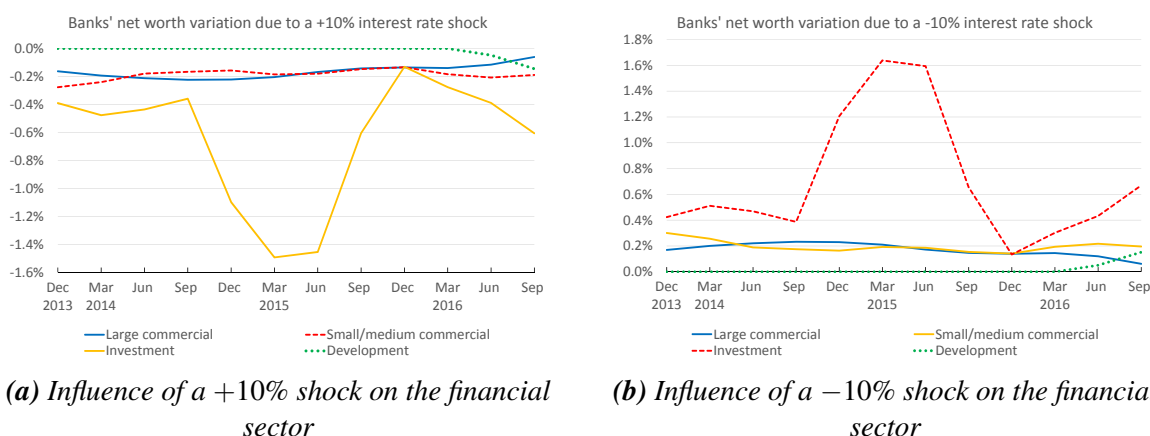 Banks' net worth variation due to a +10% interest rate shock
0.0%
-0.2%
-0.4%
-0.6%
-0.8%
-1.0%
-1.2%
-1.4%
-1.6%
Dec Mar Jun Sep Dec Mar Jun Sep Dec Mar Jun Sep
2013 2014 2015 2016
Large commercial Small/medium commercial
Investment Development
(a) Influence of a +10% shock on the financial
sector
Banks' net worth variation due to a -10% interest rate shock
1.8%
1.6%
1.4%
1.2%
1.0%
0.8%
0.6%
0.4%
0.2%
0.0%
Dec Mar Jun Sep Dec Mar Jun Sep Dec Mar Jun Sep
2013 2014 2015 2016
Large commercial Small/medium commercial
Investment Development
(b) Influence of a −10% shock on the financia
sector